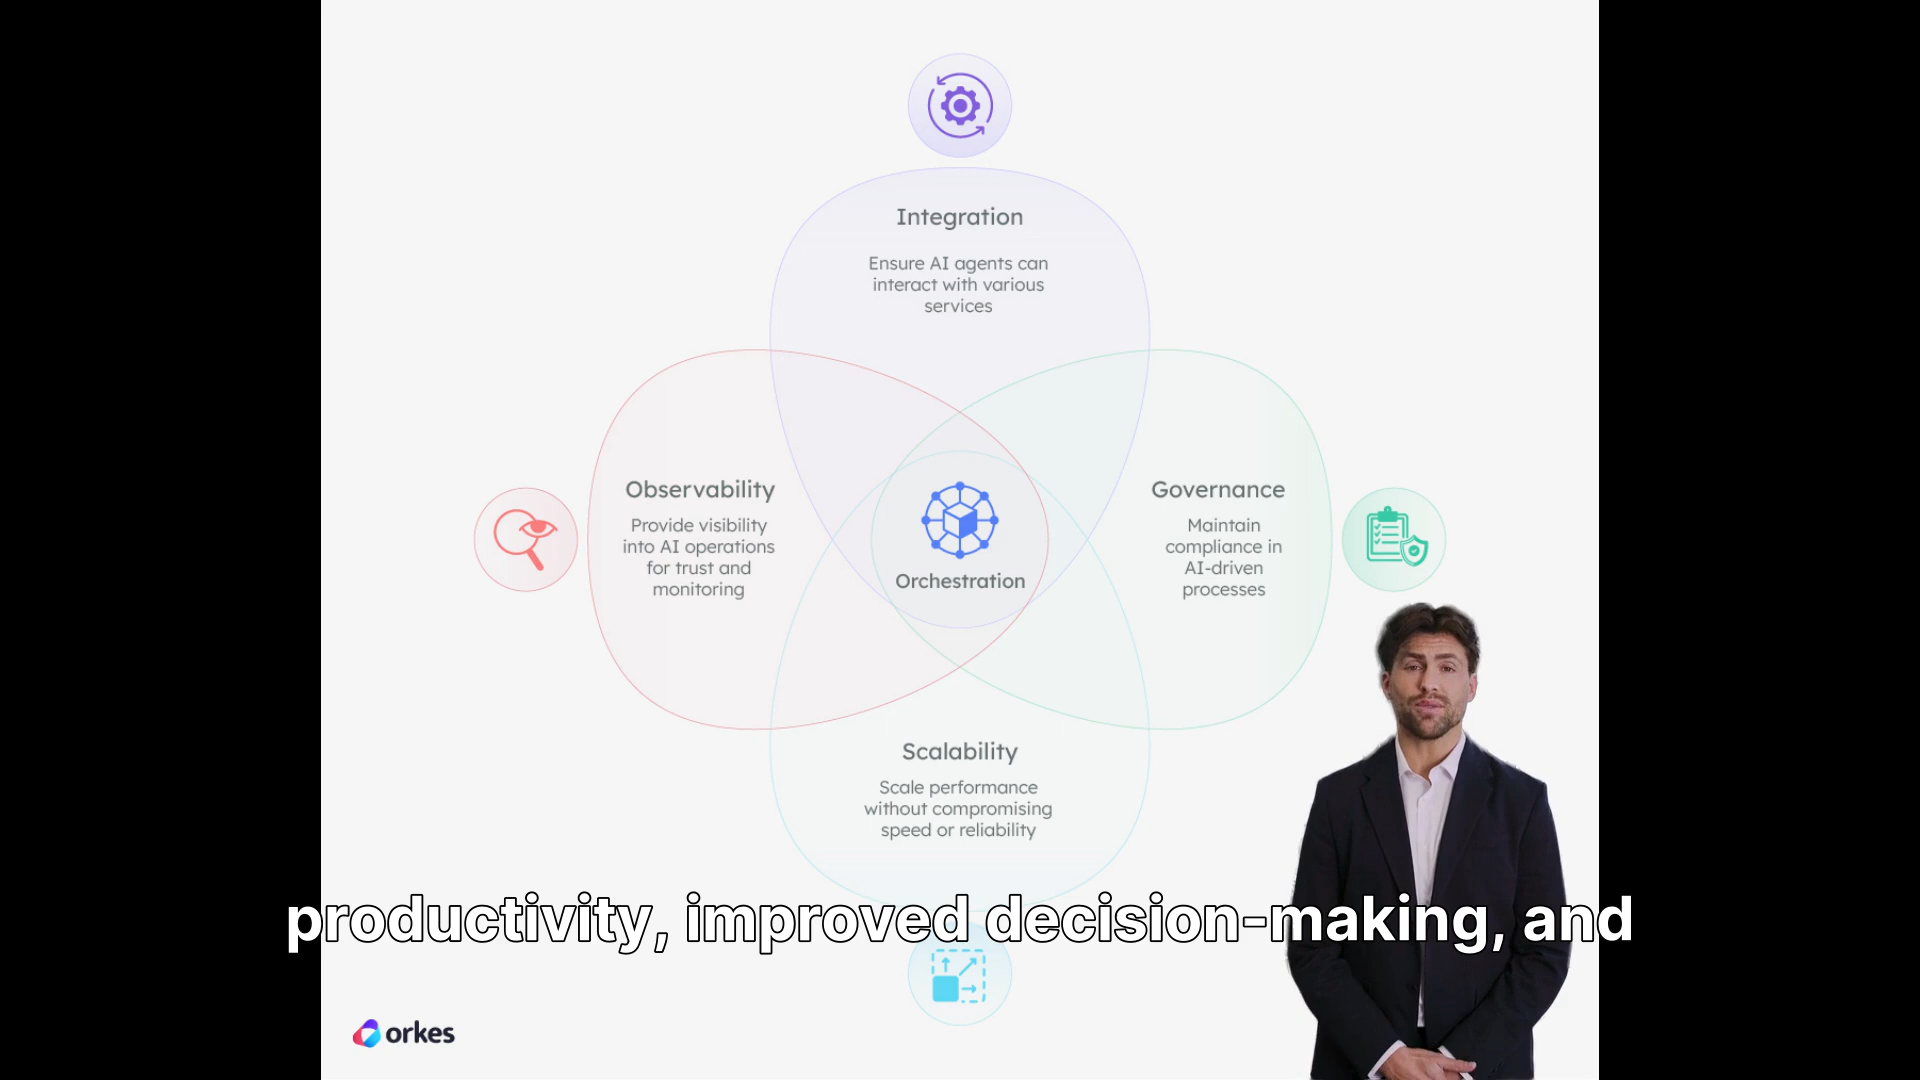 Integration
Ensure AI agents can
interact with various
services
Observability
Provide visibility
into AI operations
for trust and
monitoring
Orchestration
Governance
Maintain
compliance in
AI-driven
processes
Scalability
Scale performance
without compromising
speed or reliability
productivity, improved decision-making, and
orkes